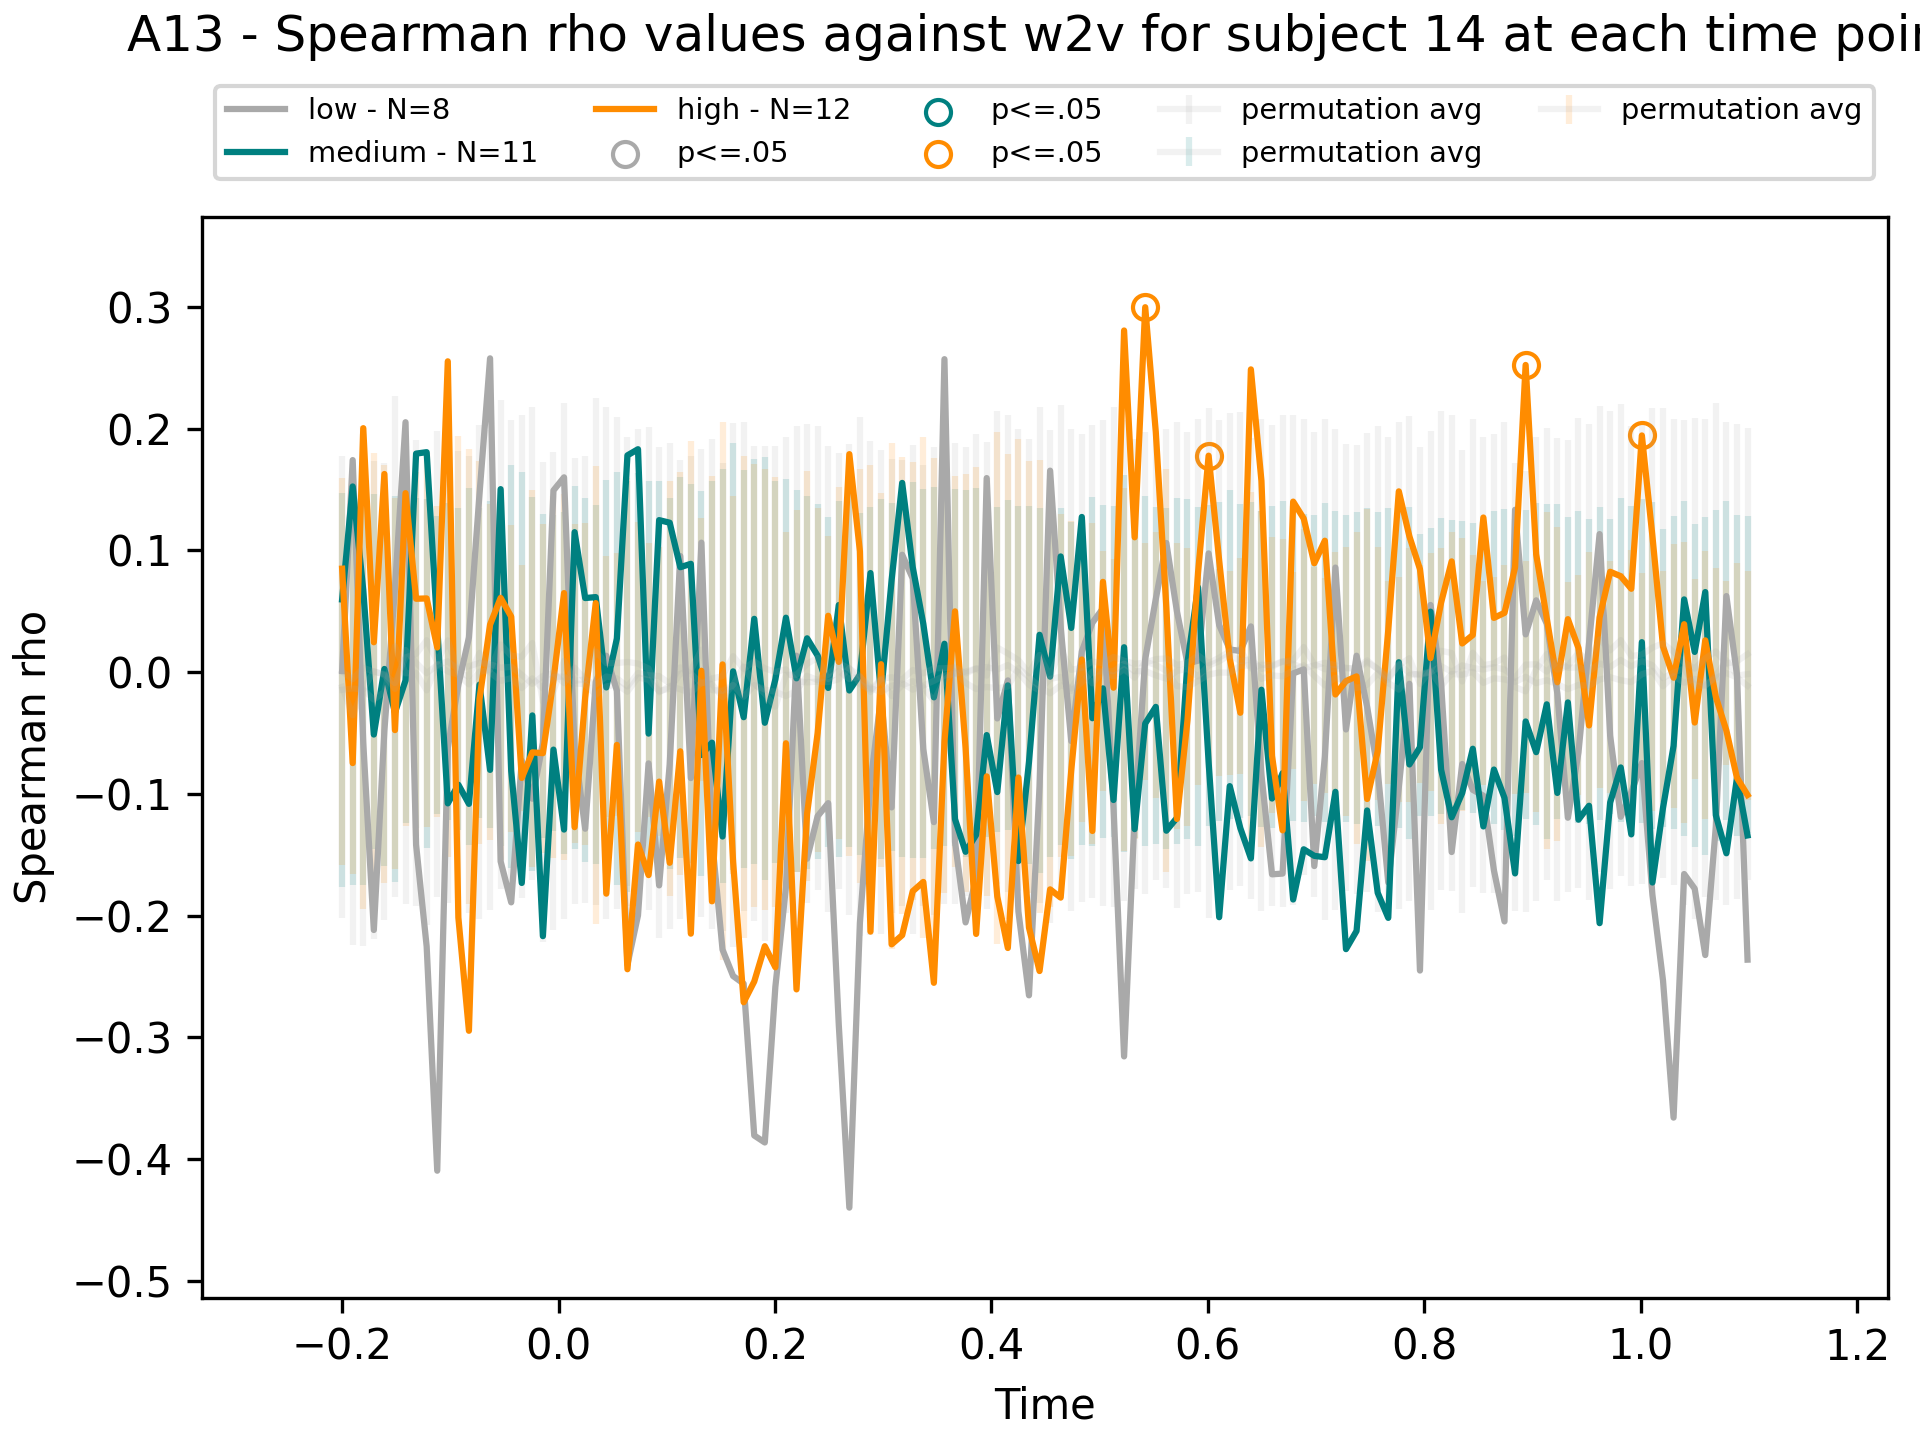 A13 - Spearman rho values against w2v for subject 14 at each time
low - N=8 high - N=12 p<=.05 permutation avg permutation avg
medium - N=11 p<=.05 p<=.05 permutation avg
Spearman rho
0.3
0.2
0.1
0.0
−0.1
−0.2
−0.3
−0.4
−0.5
−0.2 0.0 0.2 0.4 0.6 0.8 1.0 1.2
Time